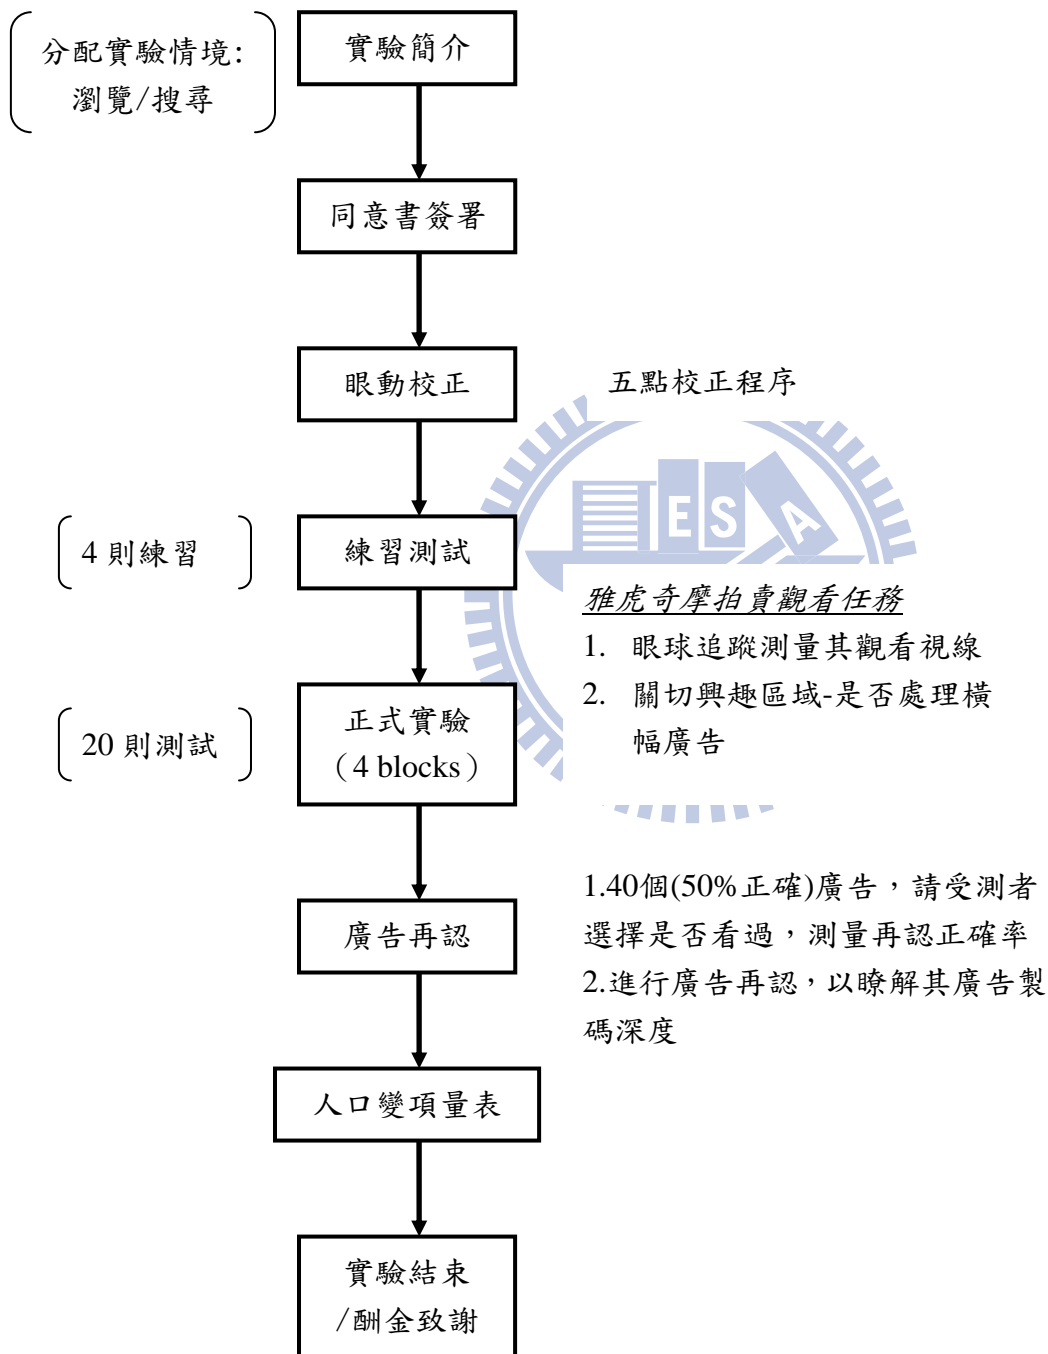 分配實驗情境:
瀏覽/搜尋
實驗簡介
同意書簽署
眼動校正
五點校正程序
E S A
4 則練習
練習測試
雅虎奇摩拍賣觀看任務
1. 眼球追蹤測量其觀看視線
2. 關切興趣區域-是否處理橫
幅廣告
20 則測試
正式實驗
（4 blocks）
廣告再認
1.40個(50%正確)廣告，請受測者
選擇是否看過，測量再認正確率
2.進行廣告再認，以瞭解其廣告製
碼深度
人口變項量表
實驗結束
/酬金致謝